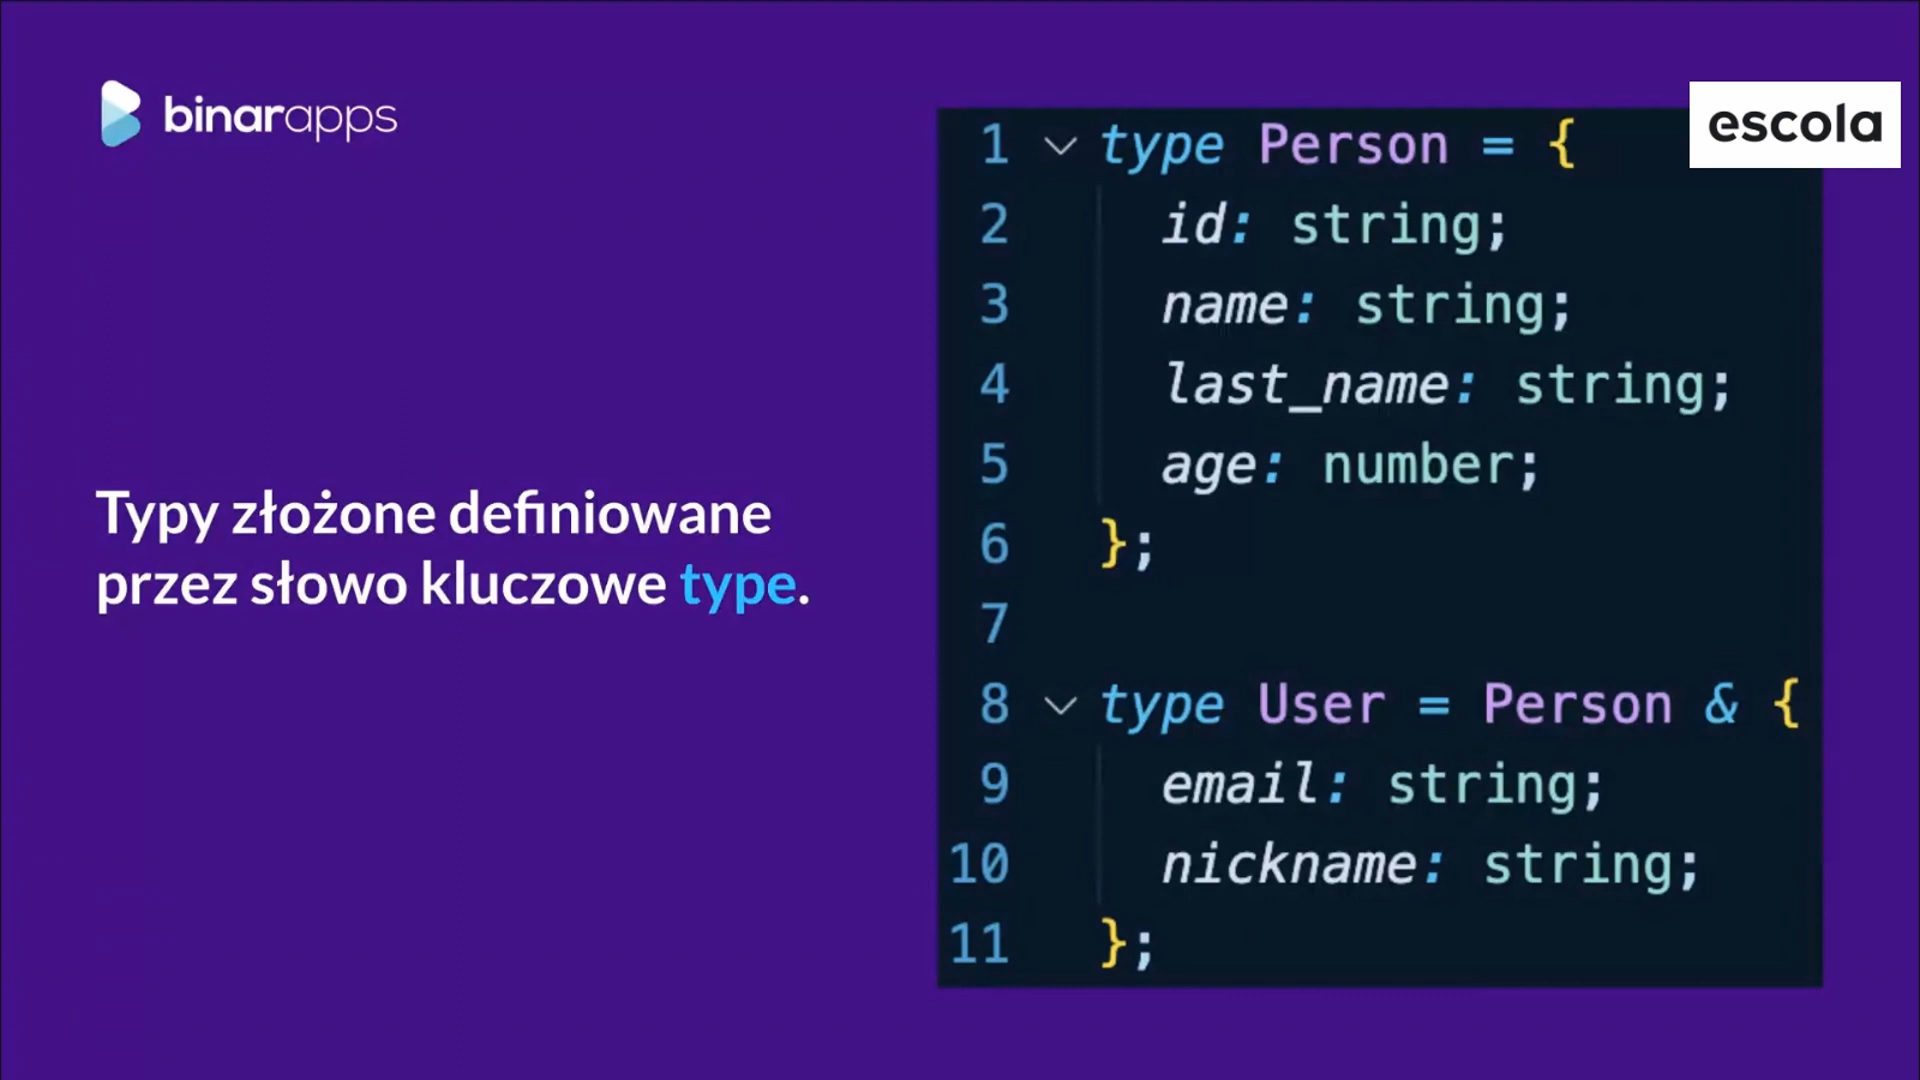 binarapps
escola
Typy złożone definiowane
przez słowo kluczowe type.
1 type Person = {
2 id: string;
3 name: string;
4 last_name: string;
5 age: number;
6 };
7
8 type User = Person & {
9 email: string;
10 nickname: string;
11 };